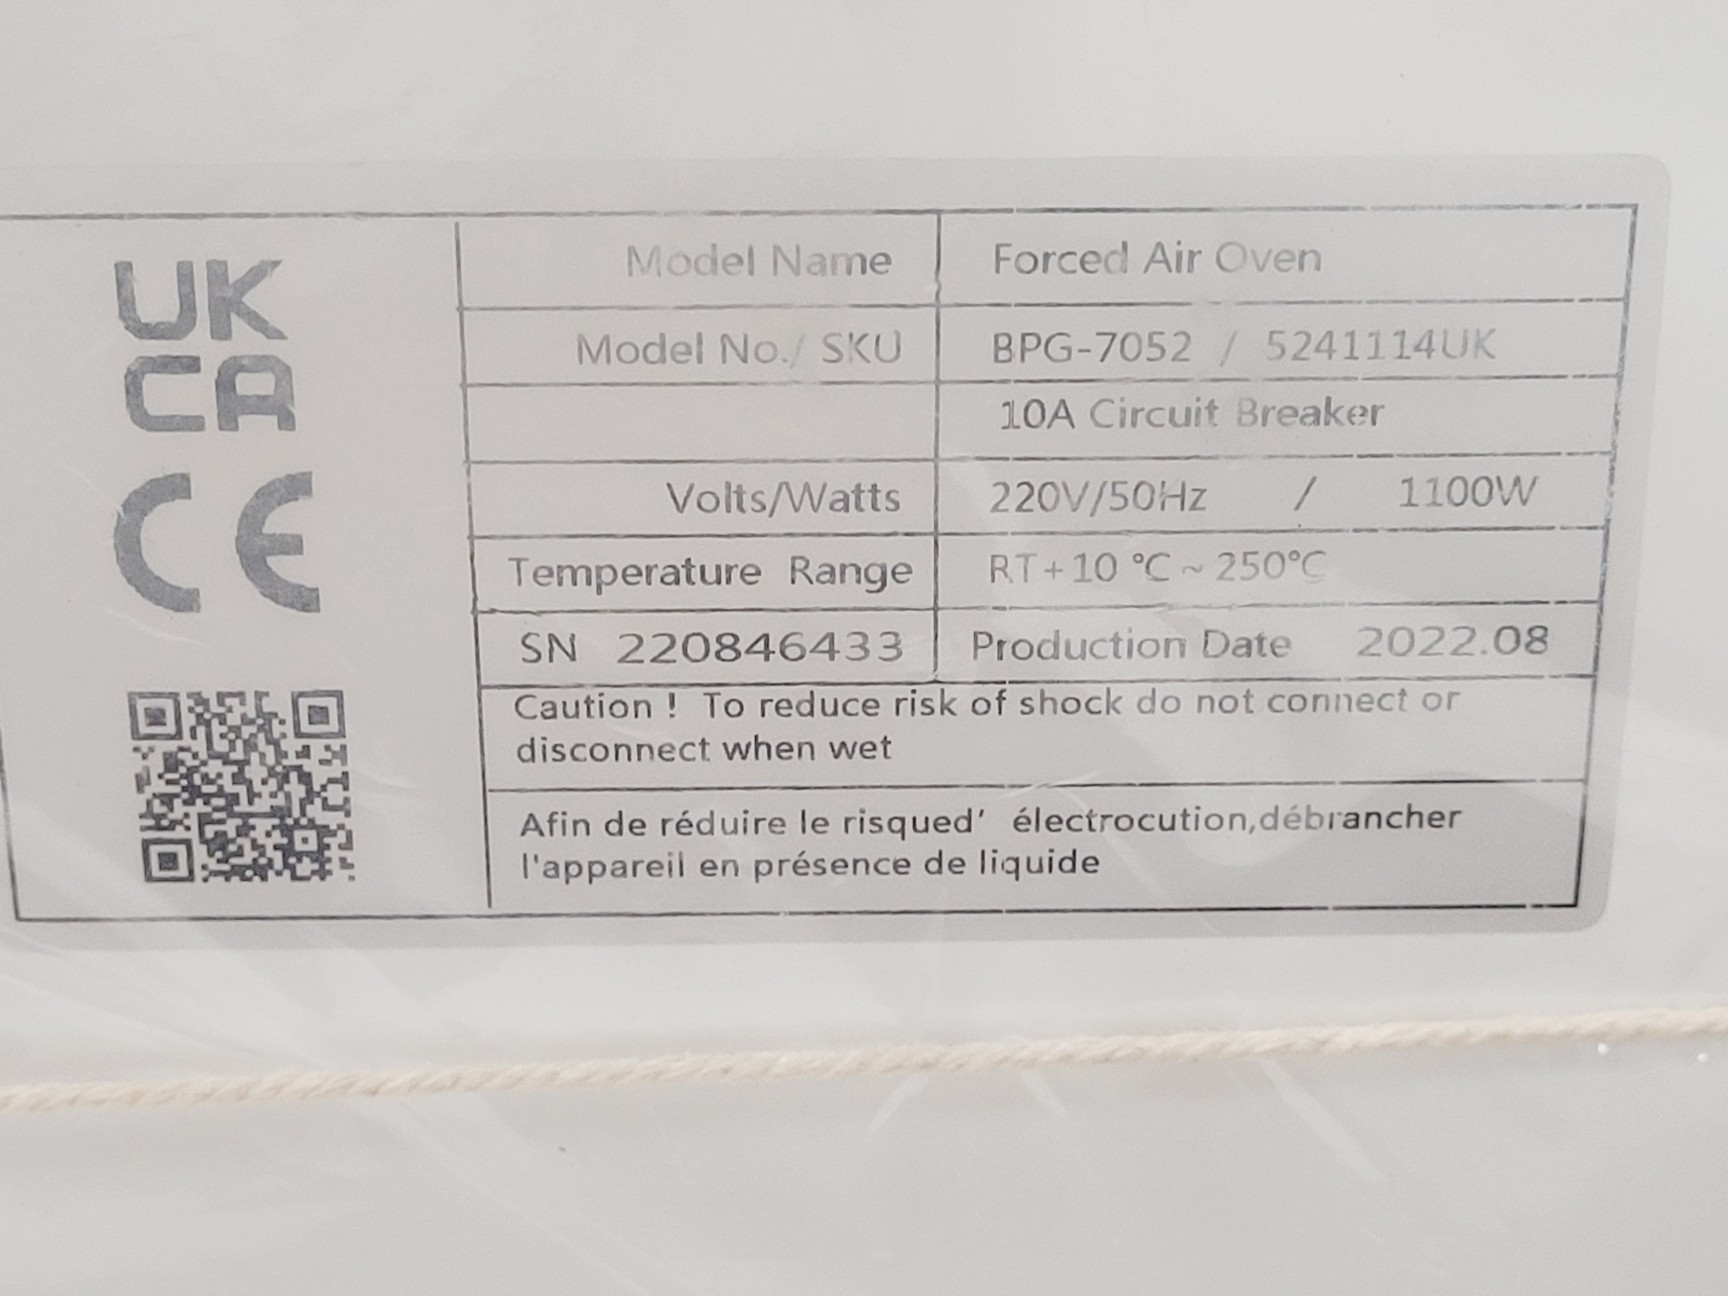 UK
CA
CE
Model Name Forced Air Oven
Model No./ SKU BPG-7052 / 5241114UK
10A Circuit Breaker
Volts/Watts 220V/50Hz / 1100W
Temperature Range RT+10 °C ~ 250°C
SN 220846433 Production Date 2022.08
Caution ! To reduce risk of shock do not connect or
disconnect when wet
Afin de réduire le risqued' électrocution,débrancher
l'appareil en présence de liquide